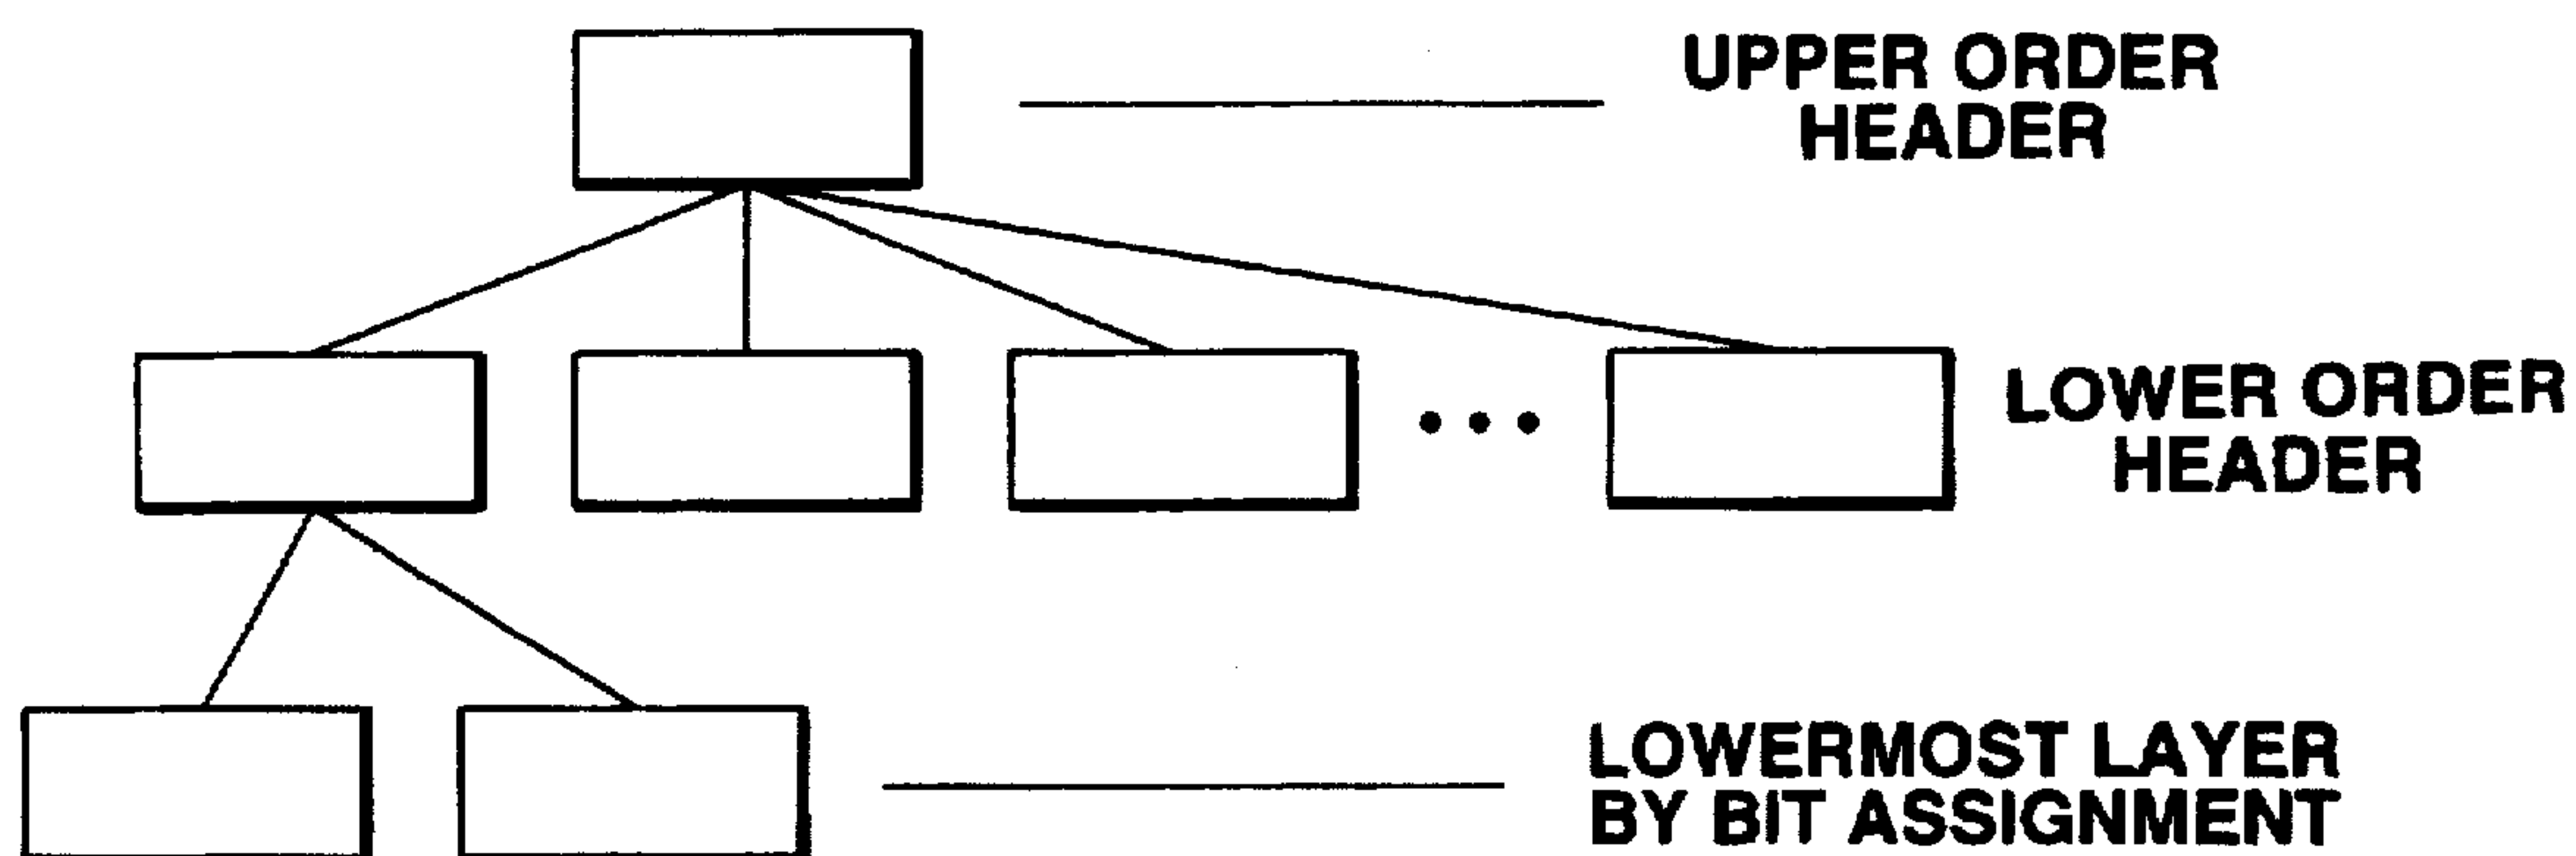 UPPER ORDER
HEADER
LOWER ORDER
HEADER
LOWERMOST LAYER
BY BIT ASSIGNMENT